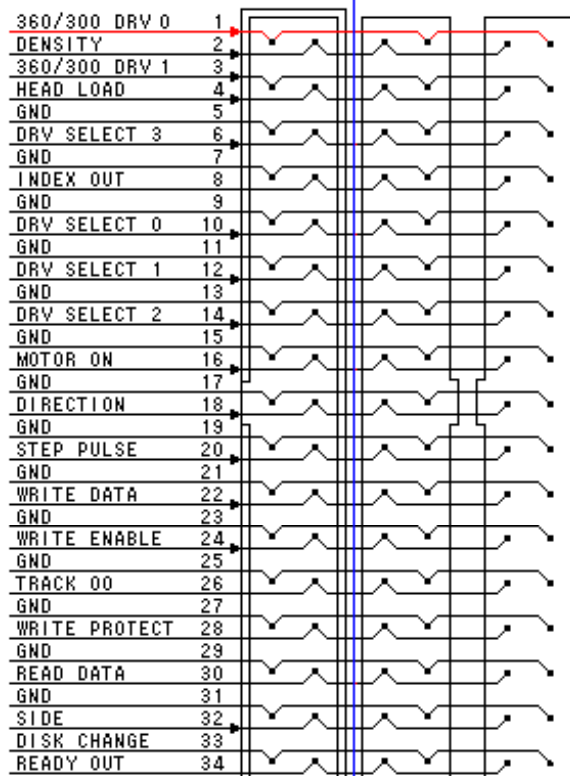 360/300 DRV 0 1
DENSITY 2
360/300 DRV 1 3
HEAD LOAD 4
GND 5
DRV SELECT 3 6
GND 7
INDEX OUT 8
GND 9
DRV SELECT 0 10
GND 11
DRV SELECT 1 12
GND 13
DRV SELECT 2 14
GND 15
MOTOR ON 16
GND 17
DIRECTION 18
GND 19
STEP PULSE 20
GND 21
WRITE DATA 22
GND 23
WRITE ENABLE 24
GND 25
TRACK 00 26
GND 27
WRITE PROTECT 28
GND 29
READ DATA 30
GND 31
SIDE 32
DISK CHANGE 33
READY OUT 34